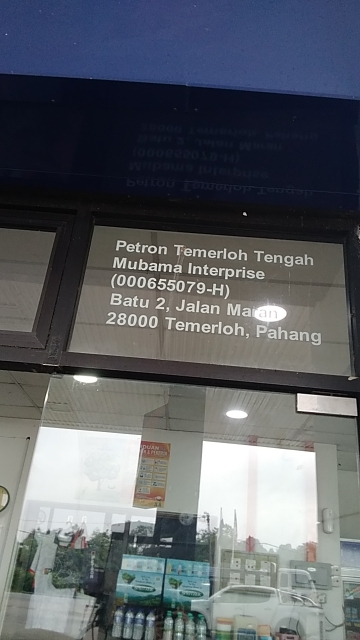 Petron Temerloh Tengah
Mubama Interprise
(000655079-H)
Batu 2, Jalan Maran
28000 Temerloh, Pahang